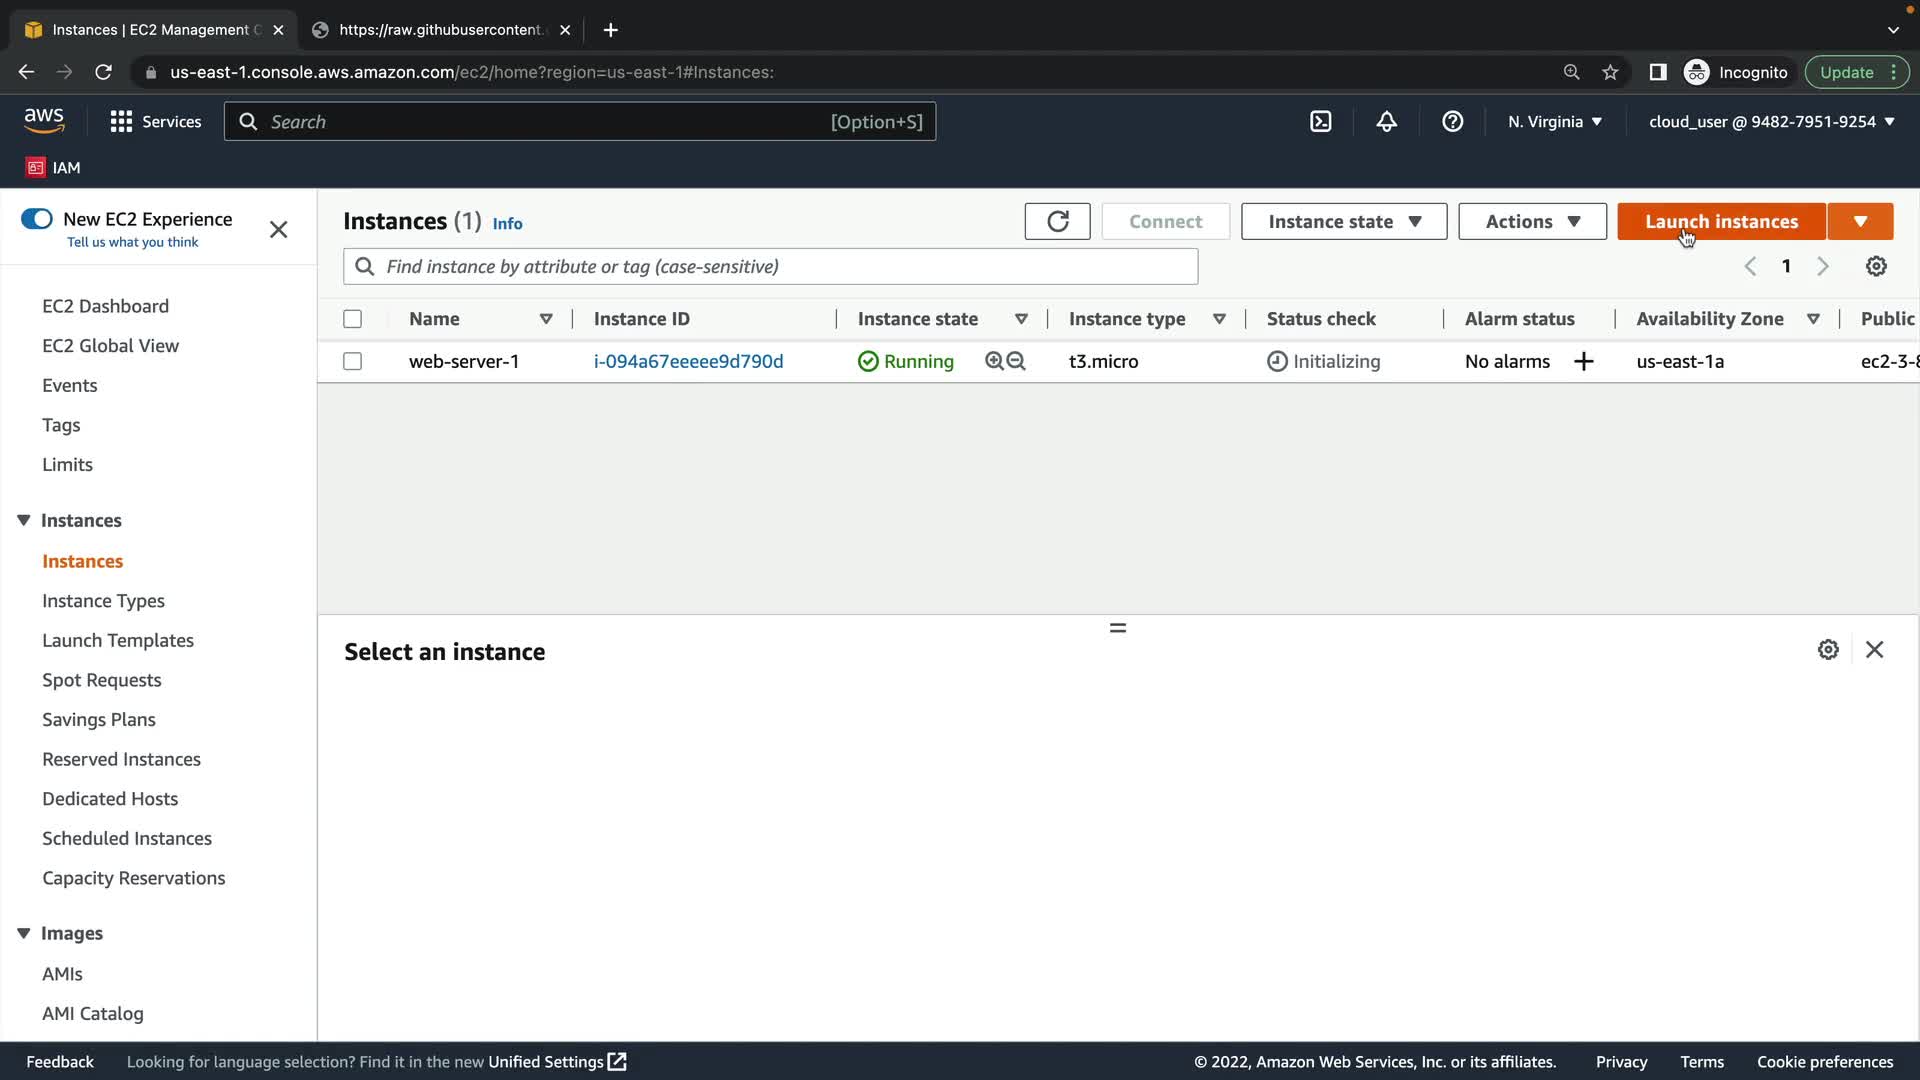 Instances | EC2 Management C
https://raw.githubusercontent.
us-east-1.console.aws.amazon.com/ec2/home?region=us-east-1#Instances:
Incognito
Update
aws
Services
Search
[Option+S]
N. Virginia
cloud_user @ 9482-7951-9254
IAM
New EC2 Experience
Tell us what you think
EC2 Dashboard
EC2 Global View
Events
Tags
Limits
Instances
Instances
Instance Types
Launch Templates
Spot Requests
Savings Plans
Reserved Instances
Dedicated Hosts
Scheduled Instances
Capacity Reservations
Images
AMIs
AMI Catalog
Instances (1) Info
Connect
Instance state
Actions
Launch instances
Find instance by attribute or tag (case-sensitive)
1
Name Instance ID Instance state Instance type Status check Alarm status Availability Zone Public
web-server-1 i-094a67eeeee9d790d Running t3.micro Initializing No alarms us-east-1a ec2-3-8
Select an instance
Feedback
Looking for language selection? Find it in the new Unified Settings
© 2022, Amazon Web Services, Inc. or its affiliates.
Privacy
Terms
Cookie preferences